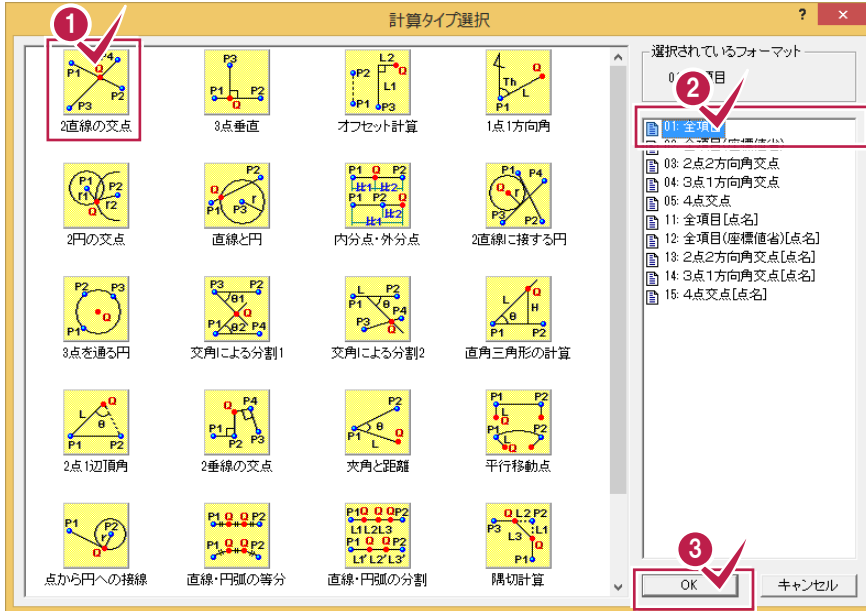 計算タイプ選択
?
×
1
2直線の交点
3点垂直
オフセット計算
1点1方向角
2円の交点
直線と円
内分点・外分点
2直線に接する円
3点を通る円
交角による分割1
交角による分割2
直角三角形の計算
2点1辺頂角
2垂線の交点
夾角と距離
平行移動点
点から円への接線
直線・円弧の等分
直線・円弧の分割
隅切計算
選択されているフォーマット
2
01: 全項目
03: 2点2方向角交点
04: 3点1方向角交点
05: 4点交点
11: 全項目[点名]
12: 全項目(座標値省)[点名]
13: 2点2方向角交点[点名]
14: 3点1方向角交点[点名]
15: 4点交点[点名]
3
OK
キャンセル